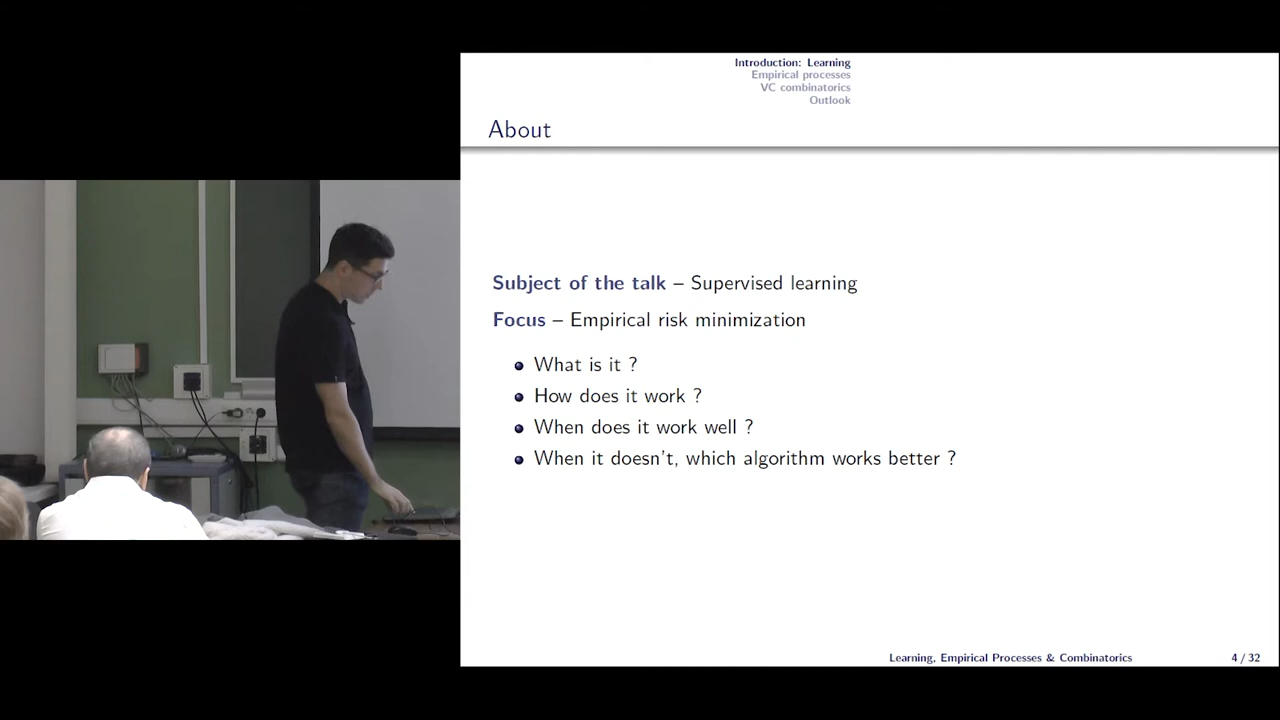 Introduction: Learning
Empirical processes
VC combinatorics
Outlook
About
Subject of the talk – Supervised learning
Focus – Empirical risk minimization
What is it ?
How does it work ?
When does it work well ?
When it doesn't, which algorithm works better ?
Learning, Empirical Processes & Combinatorics 4 / 32